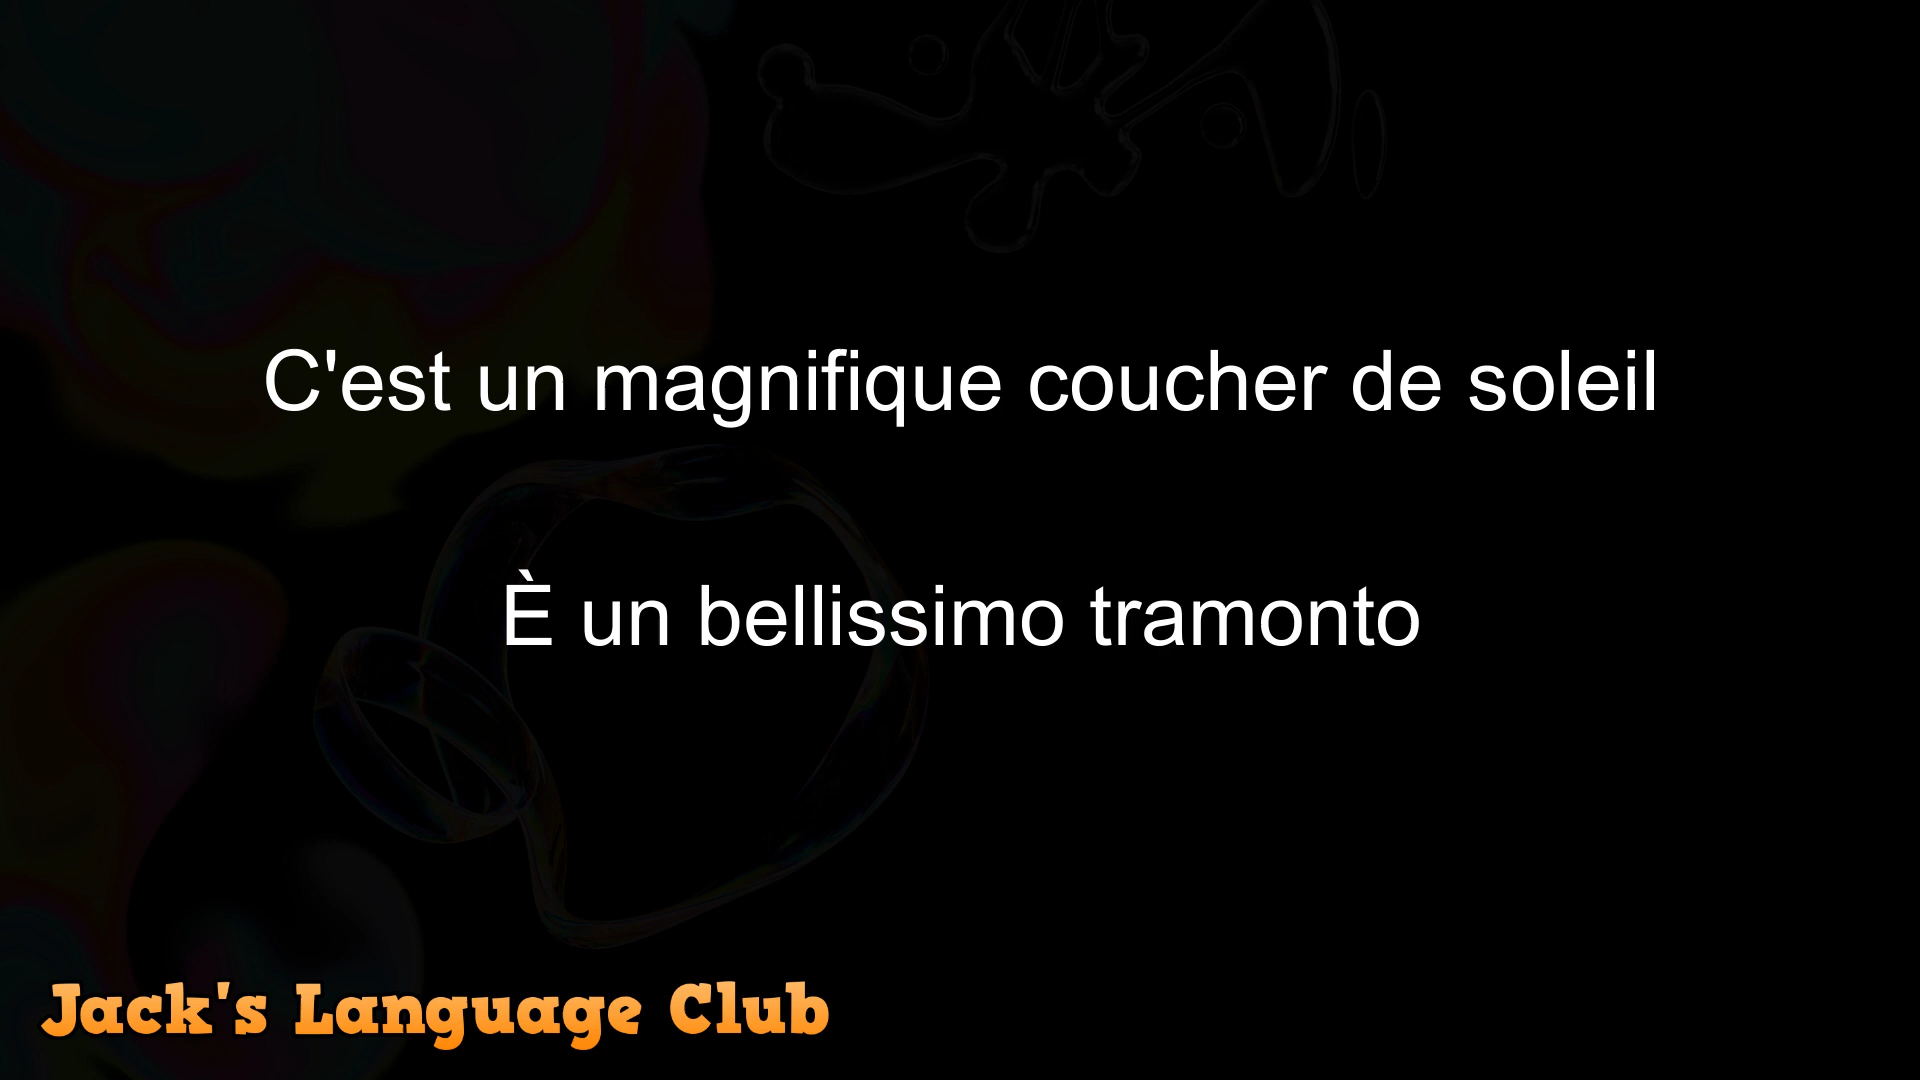 C'est un magnifique coucher de soleil
È un bellissimo tramonto
Jack's Language Club